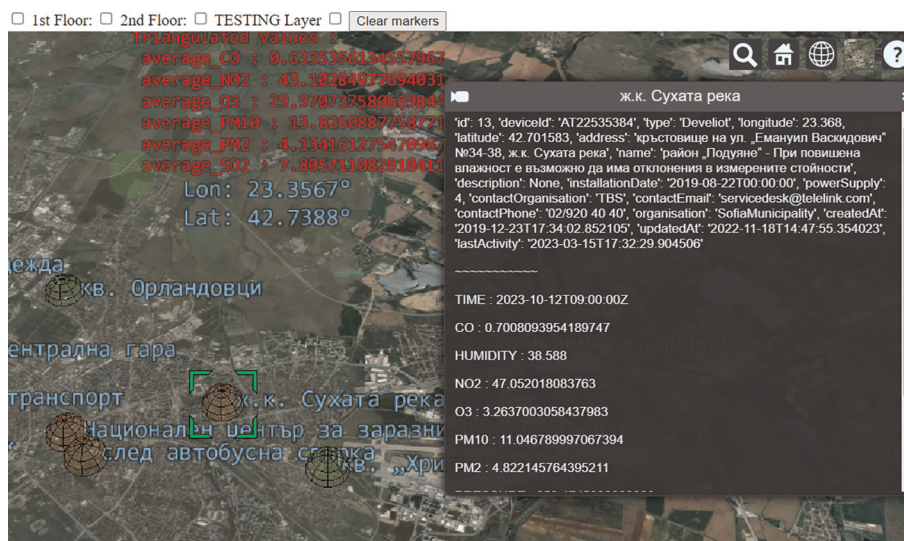 1st Floor: 2nd Floor: TESTING Layer Clear markers
Triangulated Values :
average_CO : 0.6335356134557967
average_NO2 : 43.10284977694031
average_O3 : 29.970737580669844
average_PM10 : 13.8260887758721
average_PM2 : 4.134161275470967
average_SO2 : 7.805711082018411
Lon: 23.3567°
Lat: 42.7388°
кв. Орландовци
ентрална гара
транспорт
ж.к. Сухата река
Национален център за заразни
след автобусна спирка
кв. „Хри
?
ж.к. Сухата река
'id': 13, 'deviceId': 'AT22535384', 'type': 'Develiot', 'longitude': 23.368,
'latitude': 42.701583, 'address': 'кръстовище на ул. „Емануил Васкидович“
№34-38, ж.к. Сухата река', 'name': 'район „Подуяне“ - При повишена
влажност е възможно да има отклонения в измерените стойности',
'description': None, 'installationDate': '2019-08-22T00:00:00', 'powerSupply':
4, 'contactOrganisation': 'TBS', 'contactEmail': 'servicedesk@telelink.com',
'contactPhone': '02/920 40 40', 'organisation': 'SofiaMunicipality', 'createdAt':
'2019-12-23T17:34:02.852105', 'updatedAt': '2022-11-18T14:47:55.354023',
'lastActivity': '2023-03-15T17:32:29.904506'
~~~~~~~~~~~
TIME : 2023-10-12T09:00:00Z
CO : 0.7008093954189747
HUMIDITY : 38.588
NO2 : 47.052018083763
O3 : 3.2637003058437983
PM10 : 11.046789997067394
PM2 : 4.822145764395211